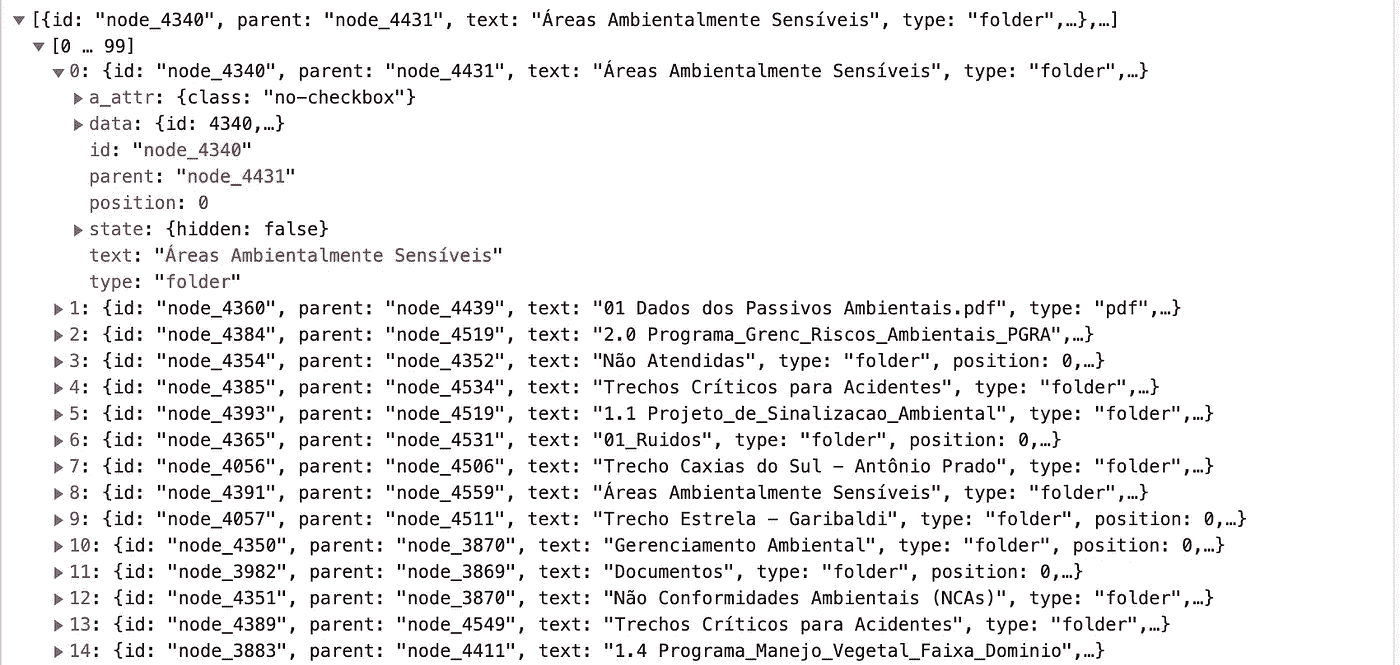 [{id: "node_4340", parent: "node_4431", text: "Áreas Ambientalmente Sensíveis", type: "folder",…},…]
[0 … 99]
0: {id: "node_4340", parent: "node_4431", text: "Áreas Ambientalmente Sensíveis", type: "folder",…}
a_attr: {class: "no-checkbox"}
data: {id: 4340,…}
id: "node_4340"
parent: "node_4431"
position: 0
state: {hidden: false}
text: "Áreas Ambientalmente Sensíveis"
type: "folder"
1: {id: "node_4360", parent: "node_4439", text: "01 Dados dos Passivos Ambientais.pdf", type: "pdf",…}
2: {id: "node_4384", parent: "node_4519", text: "2.0 Programa_Grenc_Riscos_Ambientais_PGRA",…}
3: {id: "node_4354", parent: "node_4352", text: "Não Atendidas", type: "folder", position: 0,…}
4: {id: "node_4385", parent: "node_4534", text: "Trechos Críticos para Acidentes", type: "folder",…}
5: {id: "node_4393", parent: "node_4519", text: "1.1 Projeto_de_Sinalizacao_Ambiental", type: "folder",…}
6: {id: "node_4365", parent: "node_4531", text: "01_Ruidos", type: "folder", position: 0,…}
7: {id: "node_4056", parent: "node_4506", text: "Trecho Caxias do Sul – Antônio Prado", type: "folder",…}
8: {id: "node_4391", parent: "node_4559", text: "Áreas Ambientalmente Sensíveis", type: "folder",…}
9: {id: "node_4057", parent: "node_4511", text: "Trecho Estrela – Garibaldi", type: "folder", position: 0,…}
10: {id: "node_4350", parent: "node_3870", text: "Gerenciamento Ambiental", type: "folder", position: 0,…}
11: {id: "node_3982", parent: "node_3869", text: "Documentos", type: "folder", position: 0,…}
12: {id: "node_4351", parent: "node_3870", text: "Não Conformidades Ambientais (NCAs)", type: "folder",…}
13: {id: "node_4389", parent: "node_4549", text: "Trechos Críticos para Acidentes", type: "folder",…}
14: {id: "node_3883", parent: "node_4411", text: "1.4 Programa_Manejo_Vegetal_Faixa_Dominio",…}